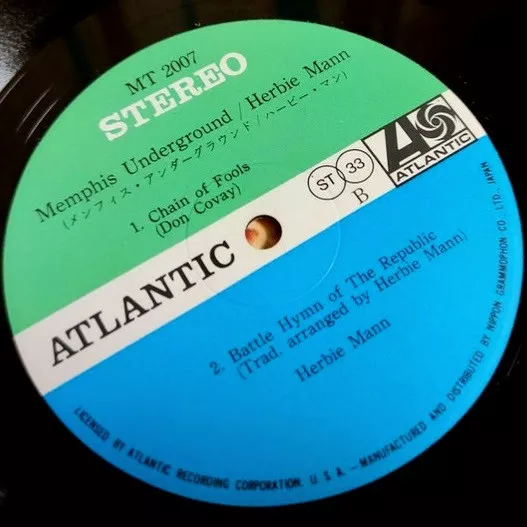 MT 2007
STEREO
Memphis Underground / Herbie Mann
(メンフィス・アンダーグラウンド / ハービー・マン)
1. Chain of Fools
(Don Covay)
ATLANTIC
ST 33
B
ATLANTIC
2. Battle Hymn of The Republic
(Trad. arranged by Herbie Mann)
Herbie Mann
LICENSED BY ATLANTIC RECORDING CORPORATION, U. S. A. —MANUFACTURED AND DISTRIBUTED BY NIPPON GRAMMOPHON CO. LTD., JAPAN